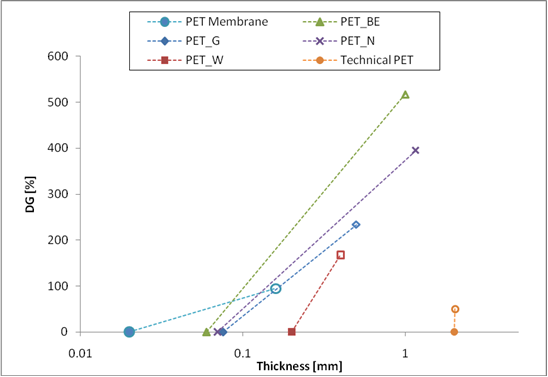 PET Membrane PET_BE
PET_G PET_N
PET_W Technical PET
600
500
400
300
200
100
0
DG [%]
0.01 0.1 1
Thickness [mm]